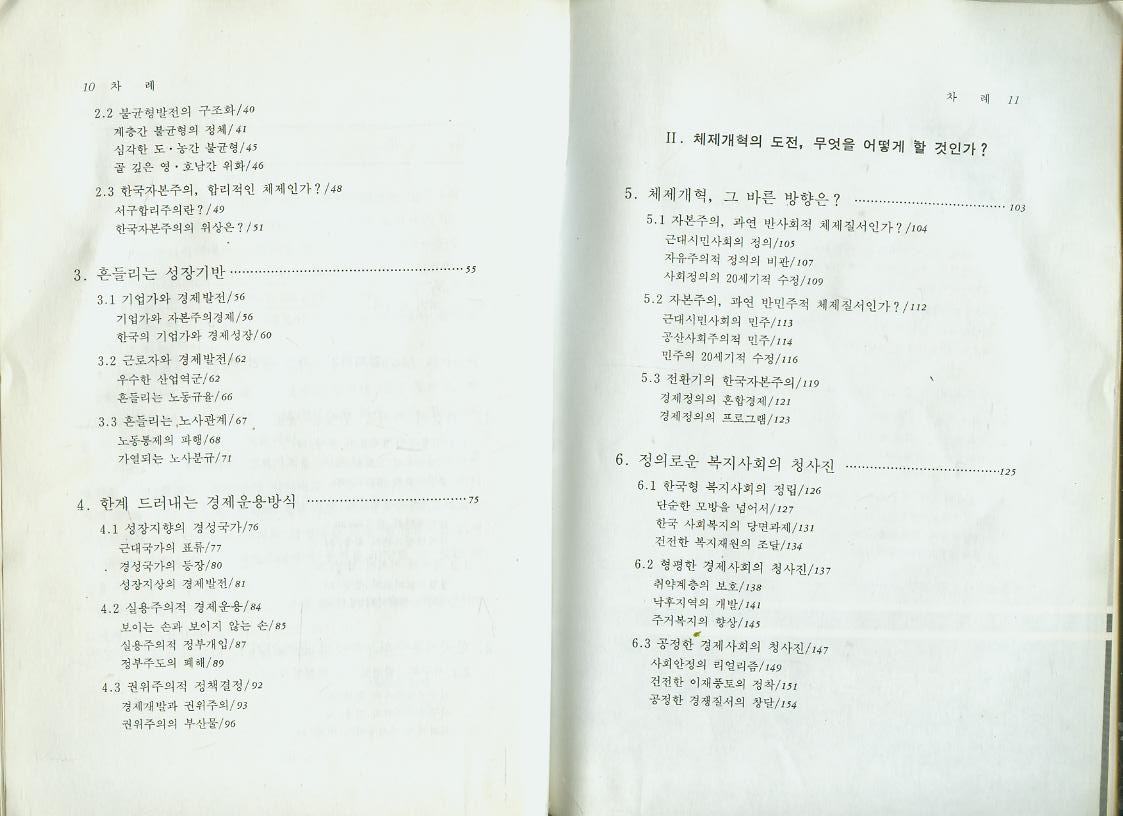 10 차 례
2.2 불균형발전의 구조화/40
계층간 불균형의 정체/41
심각한 도·농간 불균형/45
골 깊은 영·호남간 위화/46
2.3 한국자본주의, 합리적인 체제인가?/48
서구합리주의란?/49
한국자본주의의 위상은?/51
3. 흔들리는 성장기반 ································ 55
3.1 기업가와 경제발전/56
기업가와 자본주의경제/56
한국의 기업가와 경제성장/60
3.2 근로자와 경제발전/62
우수한 산업역군/62
흔들리는 노동규율/66
3.3 흔들리는 노사관계/67
노동통제의 파행/68
가열되는 노사분규/71
4. 한계 드러내는 경제운용방식 ································ 75
4.1 성장지향의 경성국가/76
근대국가의 표류/77
경성국가의 등장/80
성장지상의 경제발전/81
4.2 실용주의적 경제운용/84
보이는 손과 보이지 않는 손/85
실용주의적 정부개입/87
정부주도의 폐해/89
4.3 권위주의적 정책결정/92
경제개발과 권위주의/93
권위주의의 부산물/96
차 례 11
II. 체제개혁의 도전, 무엇을 어떻게 할 것인가?
5. 체제개혁, 그 바른 방향은? ································ 103
5.1 자본주의, 과연 반사회적 체제질서인가?/104
근대시민사회의 정의/105
자유주의적 정의의 비판/107
사회정의의 20세기적 수정/109
5.2 자본주의, 과연 반민주적 체제질서인가?/112
근대시민사회의 민주/113
공산사회주의적 민주/114
민주의 20세기적 수정/116
5.3 전환기의 한국자본주의/119
경제정의의 혼합경제/121
경제정의의 프로그램/123
6. 정의로운 복지사회의 청사진 ································ 125
6.1 한국형 복지사회의 정립/126
단순한 모방을 넘어서/127
한국 사회복지의 당면과제/131
건전한 복지재원의 조달/134
6.2 형평한 경제사회의 청사진/137
취약계층의 보호/138
낙후지역의 개발/141
주거복지의 향상/145
6.3 공정한 경제사회의 청사진/147
사회안정의 리얼리즘/149
건전한 이재풍토의 정착/151
공정한 경쟁질서의 창달/154